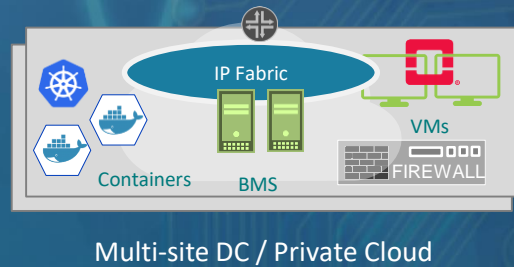 IP Fabric
VMs
FIREWALL
Containers
BMS
Multi-site DC / Private Cloud